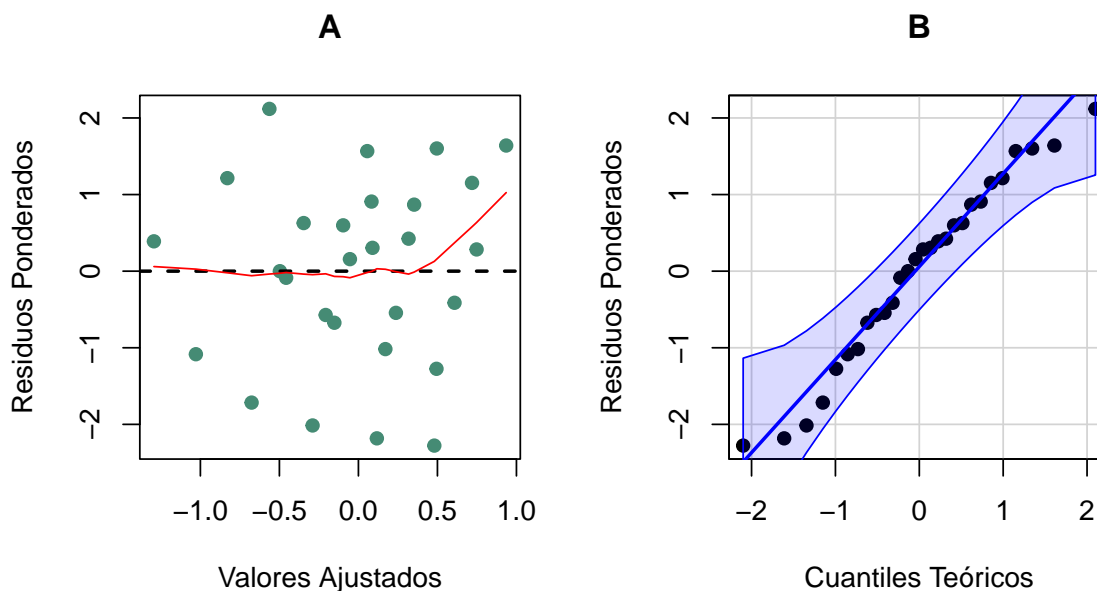 A
Residuos Ponderados
2
1
0
−1
−2
−1.0 −0.5 0.0 0.5 1.0
Valores Ajustados
B
Residuos Ponderados
2
1
0
−1
−2
−2 −1 0 1 2
Cuantiles Teóricos